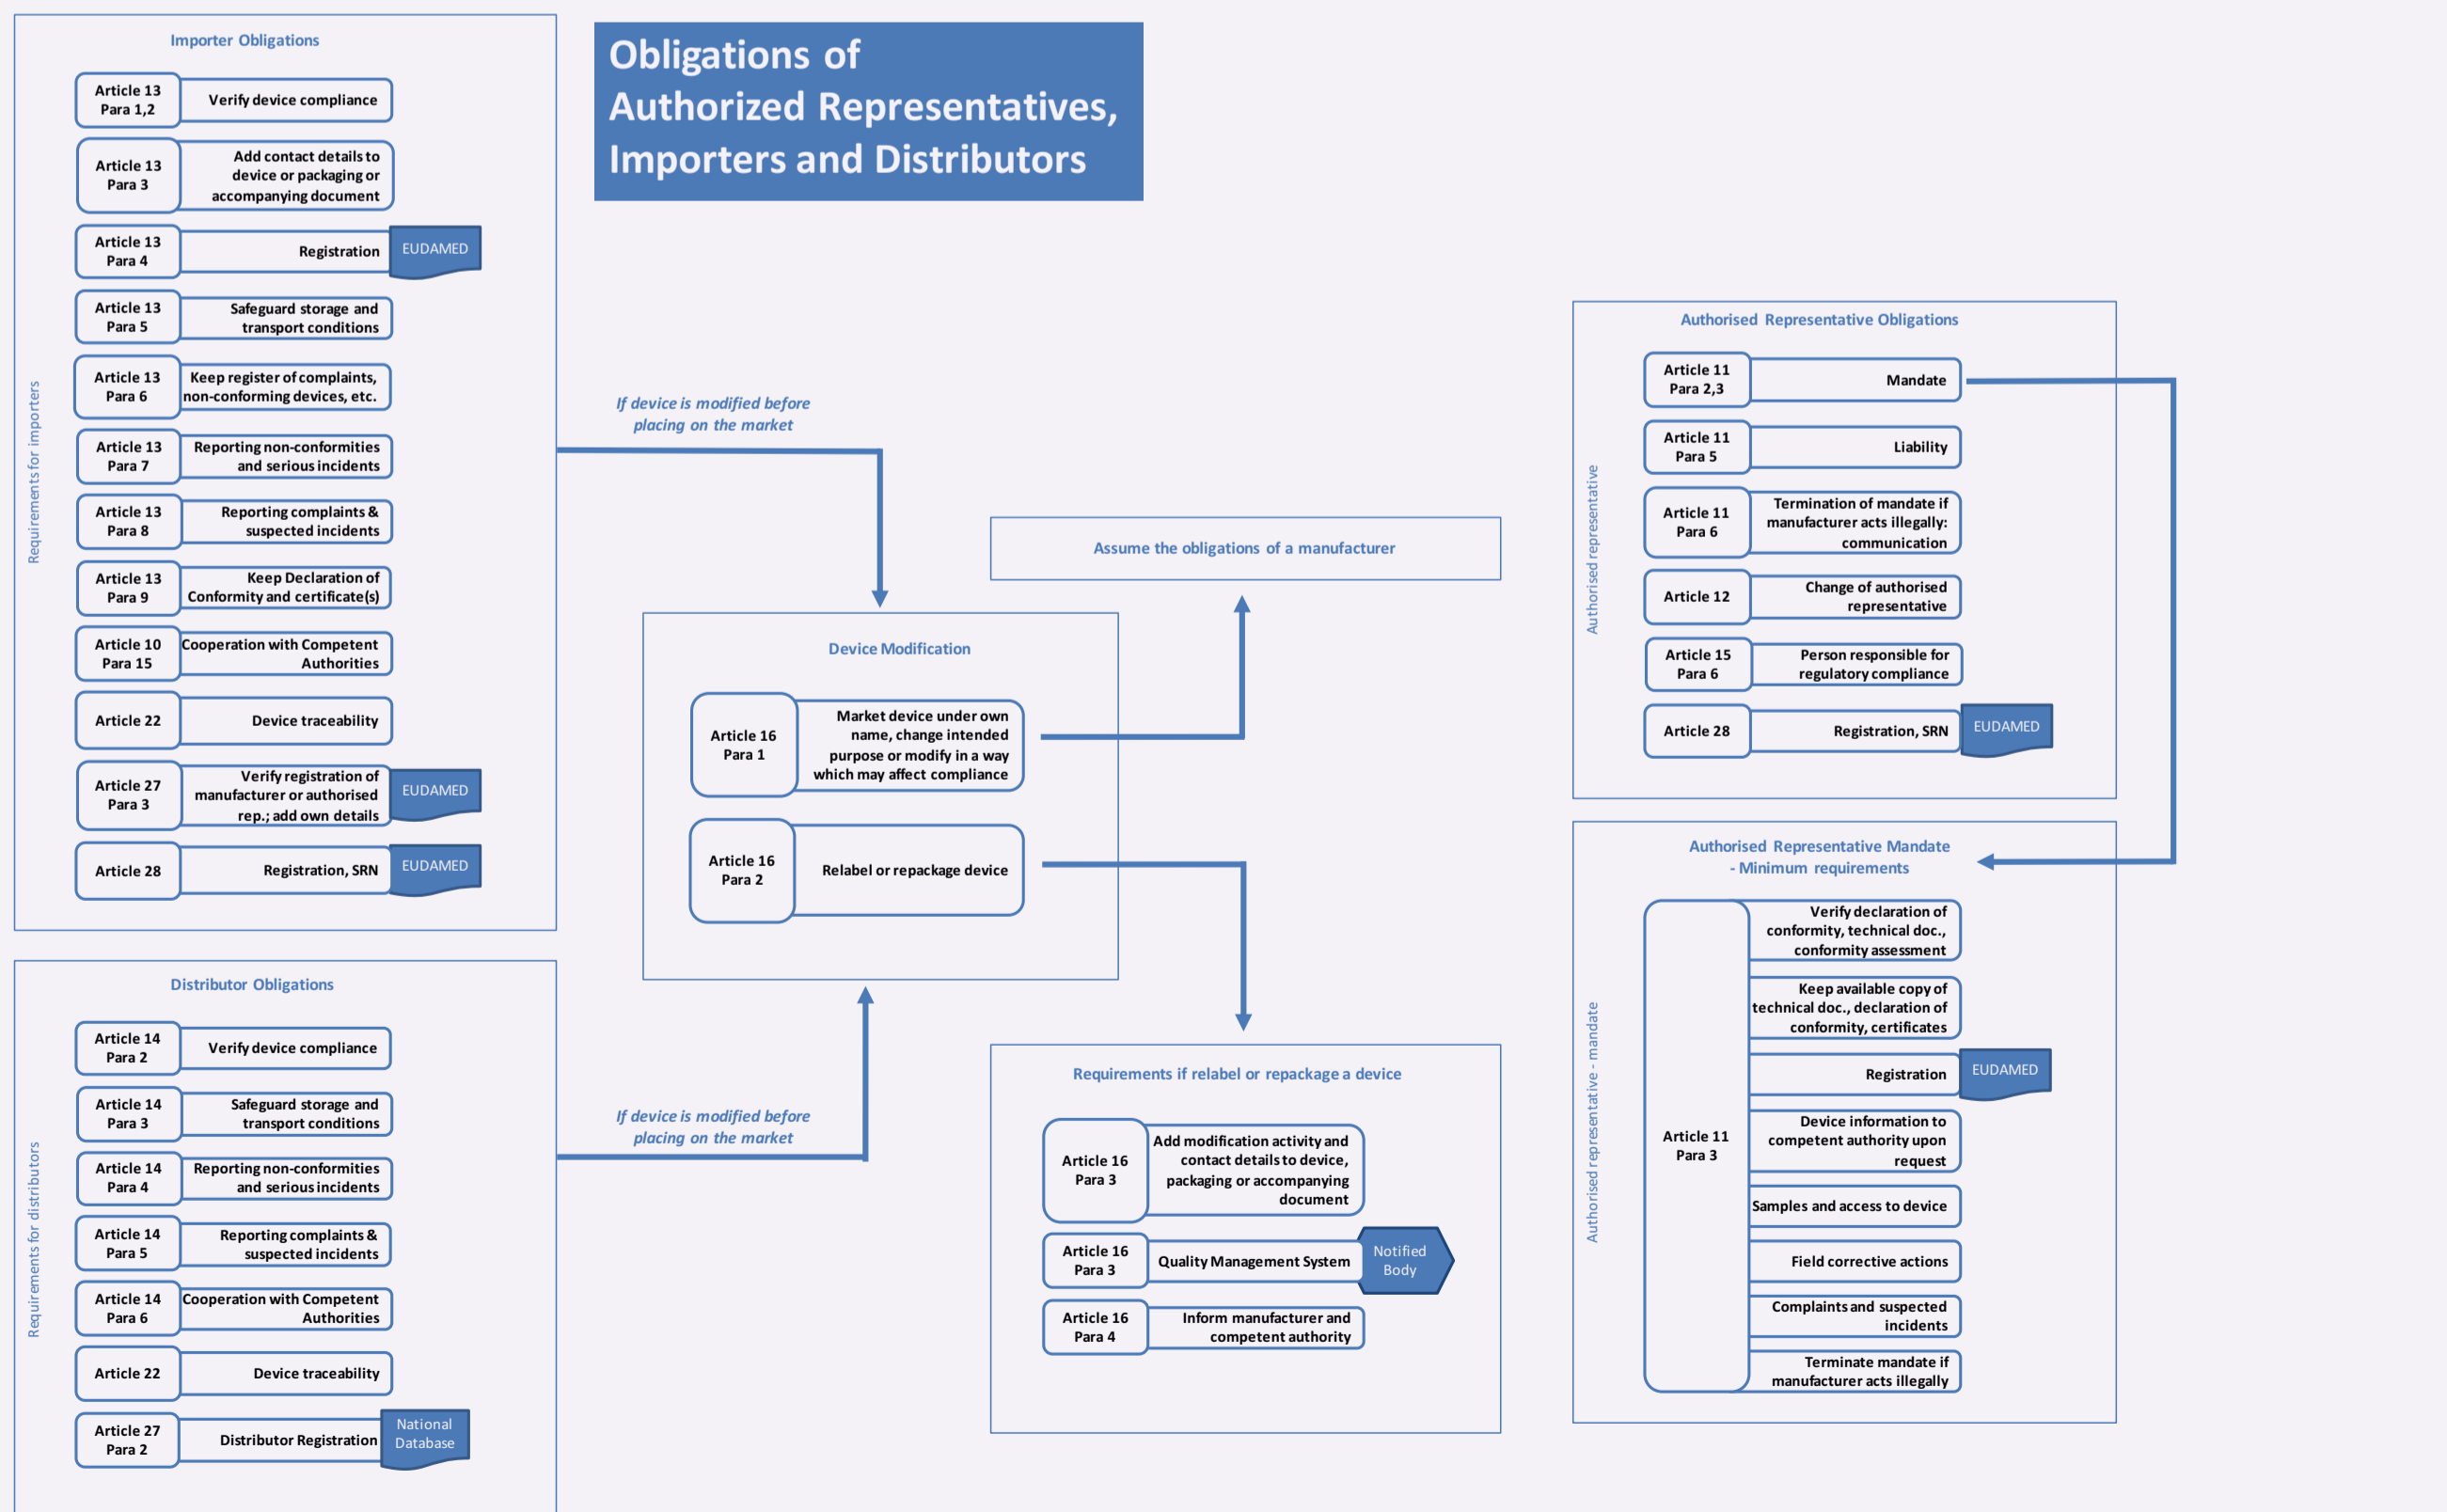 Obligations of
Authorized Representatives,
Importers and Distributors
Importer Obligations
Requirements for importers
Article 13
Para 1,2
Verify device compliance
Article 13
Para 3
Add contact details to
device or packaging or
accompanying document
Article 13
Para 4
Registration
EUDAMED
Article 13
Para 5
Safeguard storage and
transport conditions
Article 13
Para 6
Keep register of complaints,
non-conforming devices, etc.
Article 13
Para 7
Reporting non-conformities
and serious incidents
Article 13
Para 8
Reporting complaints &
suspected incidents
Article 13
Para 9
Keep Declaration of
Conformity and certificate(s)
Article 10
Para 15
Cooperation with Competent
Authorities
Article 22
Device traceability
Article 27
Para 3
Verify registration of
manufacturer or authorised
rep.; add own details
EUDAMED
Article 28
Registration, SRN
EUDAMED
Distributor Obligations
Requirements for distributors
Article 14
Para 2
Verify device compliance
Article 14
Para 3
Safeguard storage and
transport conditions
Article 14
Para 4
Reporting non-conformities
and serious incidents
Article 14
Para 5
Reporting complaints &
suspected incidents
Article 14
Para 6
Cooperation with Competent
Authorities
Article 22
Device traceability
Article 27
Para 2
Distributor Registration
National
Database
If device is modified before
placing on the market
If device is modified before
placing on the market
Device Modification
Article 16
Para 1
Market device under own
name, change intended
purpose or modify in a way
which may affect compliance
Article 16
Para 2
Relabel or repackage device
Assume the obligations of a manufacturer
Requirements if relabel or repackage a device
Article 16
Para 3
Add modification activity and
contact details to device,
packaging or accompanying
document
Article 16
Para 3
Quality Management System
Notified
Body
Article 16
Para 4
Inform manufacturer and
competent authority
Authorised Representative Obligations
Authorised representative
Article 11
Para 2,3
Mandate
Article 11
Para 5
Liability
Article 11
Para 6
Termination of mandate if
manufacturer acts illegally:
communication
Article 12
Change of authorised
representative
Article 15
Para 6
Person responsible for
regulatory compliance
Article 28
Registration, SRN
EUDAMED
Authorised Representative Mandate
- Minimum requirements
Authorised representative - mandate
Article 11
Para 3
Verify declaration of
conformity, technical doc.,
conformity assessment
Keep available copy of
technical doc., declaration of
conformity, certificates
Registration
EUDAMED
Device information to
competent authority upon
request
Samples and access to device
Field corrective actions
Complaints and suspected
incidents
Terminate mandate if
manufacturer acts illegally